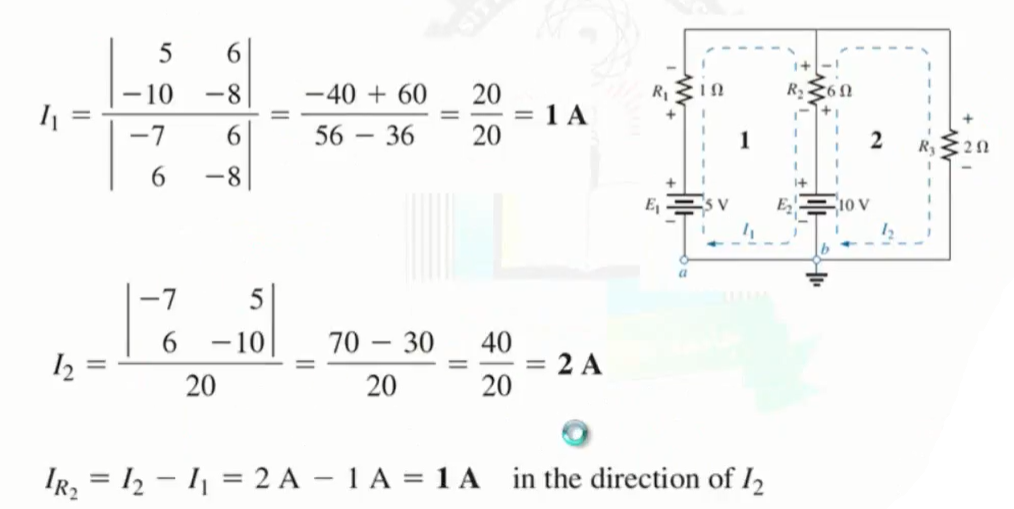 I₁ = | 5 6 | | −10 −8 | / | −7 6 | | 6 −8 | = (−40 + 60) / (56 − 36) = 20 / 20 = 1 A
I₂ = | −7 5 | | 6 −10 | / 20 = (70 − 30) / 20 = 40 / 20 = 2 A
I_R₂ = I₂ − I₁ = 2 A − 1 A = 1 A in the direction of I₂
− + − −
R₁ 1 Ω R₂ 6 Ω
+ − +
1 2
+
R₃ 2 Ω
−
+ +
E₁ 5 V E₂ 10 V
− −
I₁ I₂
a b